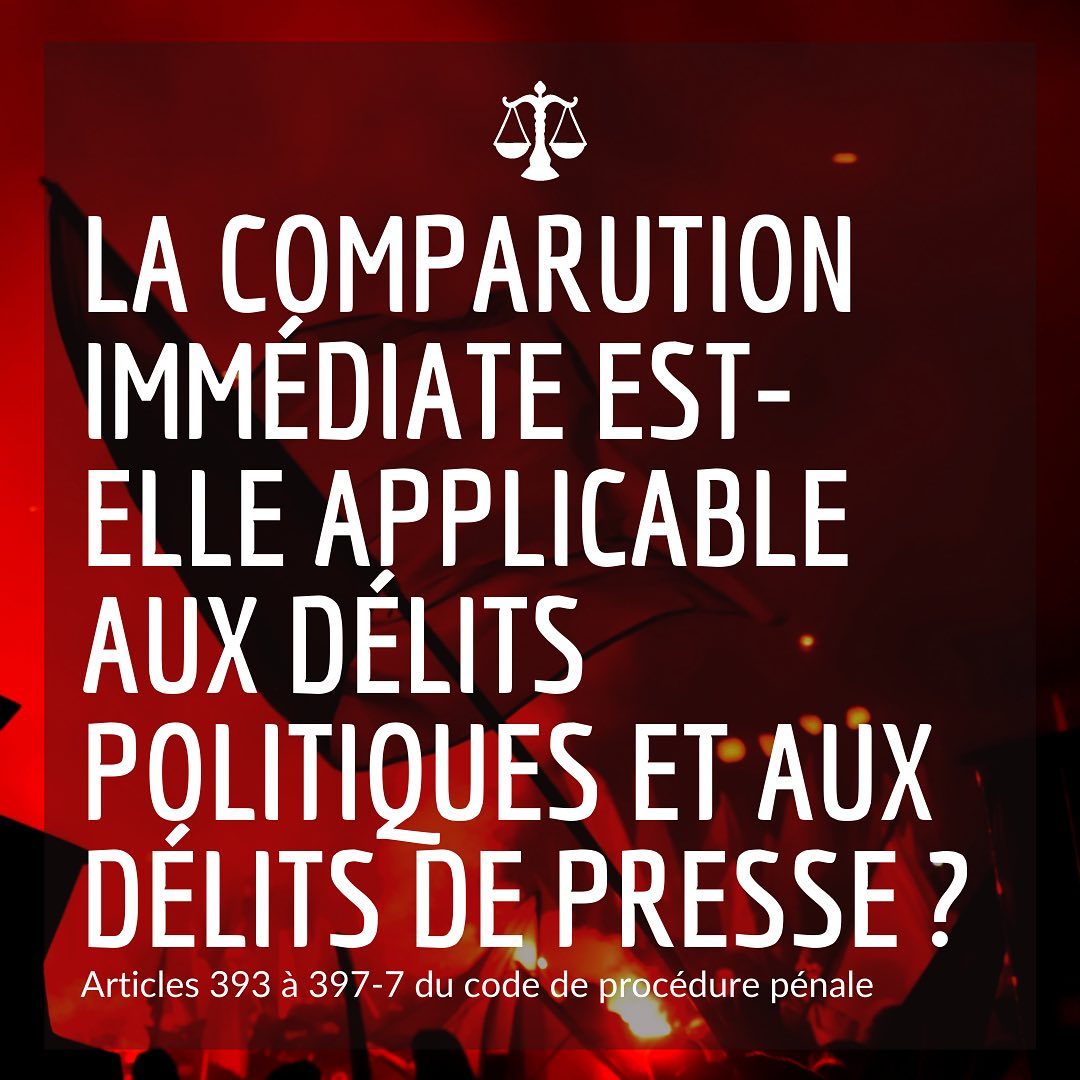 LA COMPARUTION
IMMÉDIATE EST-
ELLE APPLICABLE
AUX DÉLITS
POLITIQUES ET AUX
DÉLITS DE PRESSE ?
Articles 393 à 397-7 du code de procédure pénale